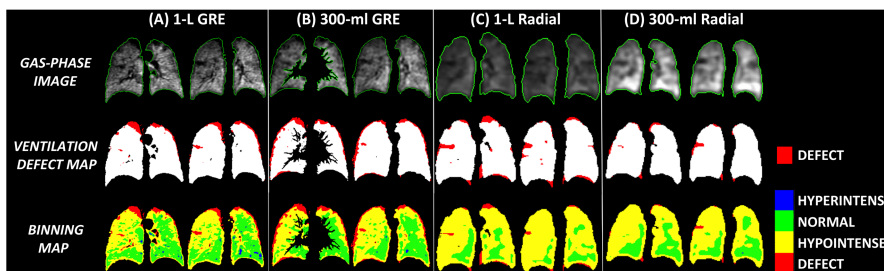 (A) 1-L GRE
(B) 300-ml GRE
(C) 1-L Radial
(D) 300-ml Radial
GAS-PHASE
IMAGE
VENTILATION
DEFECT MAP
DEFECT
BINNING
MAP
HYPERINTENS
NORMAL
HYPOINTENSE
DEFECT